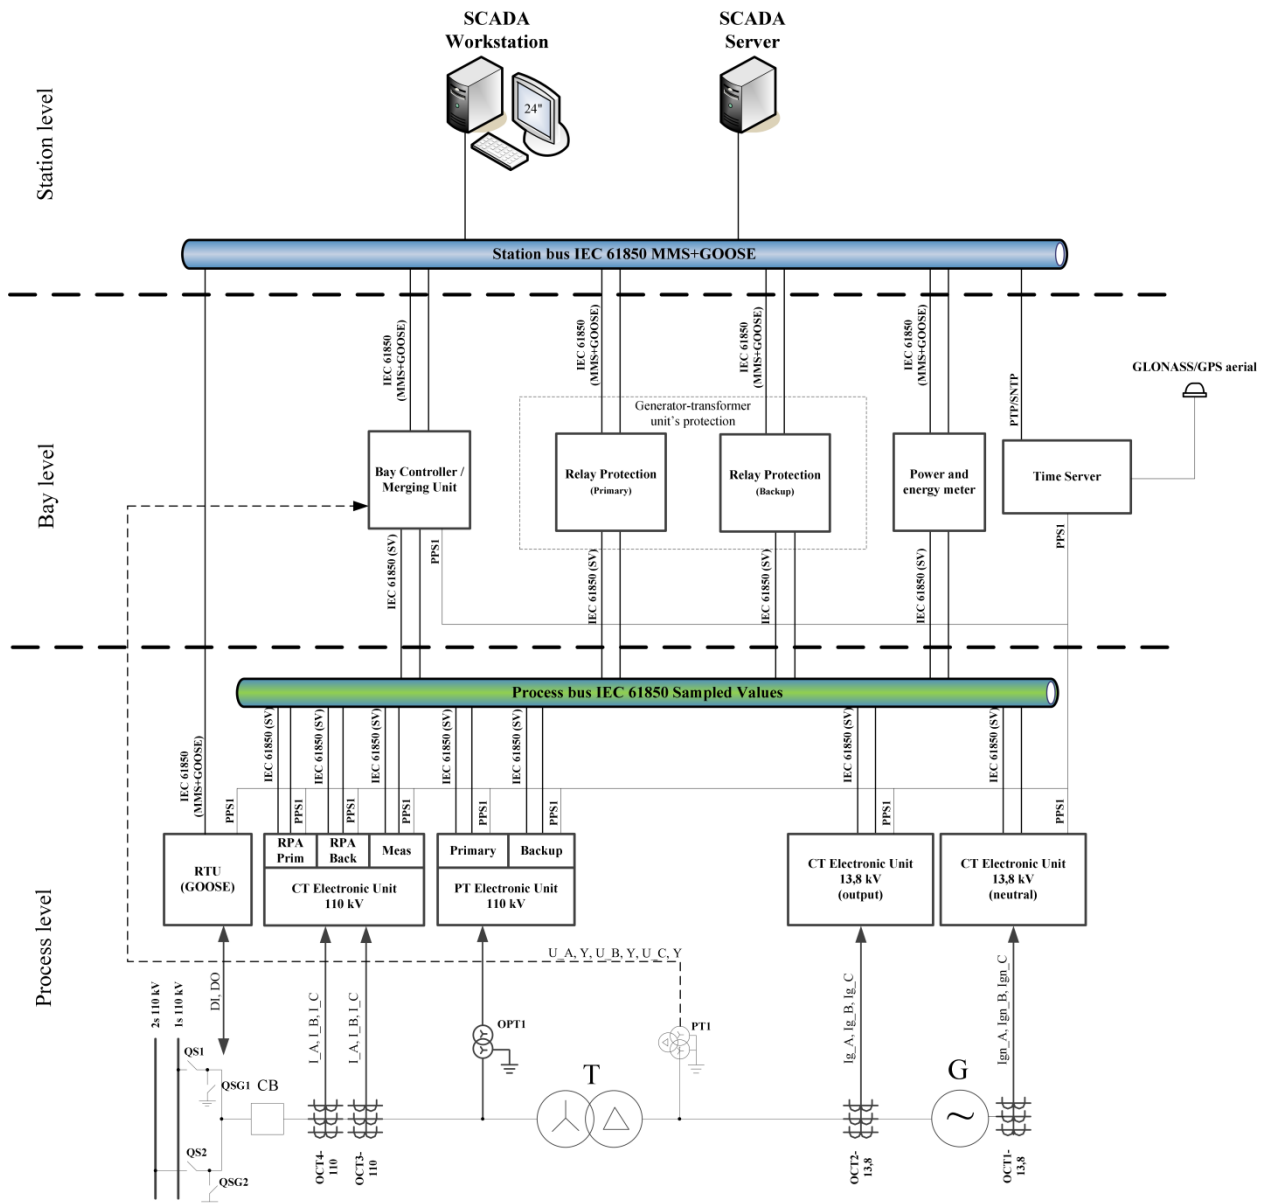 SCADA
Workstation
SCADA
Server
24"
Station level
Station bus IEC 61850 MMS+GOOSE
IEC 61850
(MMS+GOOSE)
IEC 61850
(MMS+GOOSE)
IEC 61850
(MMS+GOOSE)
IEC 61850
(MMS+GOOSE)
PTP/SNTP
GLONASS/GPS aerial
Generator-transformer
unit's protection
Bay level
Bay Controller /
Merging Unit
Relay Protection
(Primary)
Relay Protection
(Backup)
Power and
energy meter
Time Server
IEC 61850 (SV)
PPS1
IEC 61850 (SV)
IEC 61850 (SV)
IEC 61850 (SV)
PPS1
Process bus IEC 61850 Sampled Values
IEC 61850
(MMS+GOOSE)
PPS1
IEC 61850 (SV)
PPS1
IEC 61850 (SV)
PPS1
IEC 61850 (SV)
PPS1
IEC 61850 (SV)
PPS1
IEC 61850 (SV)
PPS1
IEC 61850 (SV)
PPS1
IEC 61850 (SV)
PPS1
Process level
RTU
(GOOSE)
RPA
Prim
RPA
Back
Meas
CT Electronic Unit
110 kV
Primary
Backup
PT Electronic Unit
110 kV
CT Electronic Unit
13,8 kV
(output)
CT Electronic Unit
13,8 kV
(neutral)
U_A, Y, U_B, Y, U_C, Y
2s 110 kV
1s 110 kV
DI, DO
I_A, I_B, I_C
I_A, I_B, I_C
Ig_A, Ig_B, Ig_C
Ign_A, Ign_B, Ign_C
OPT1
PT1
QS1
QSG1
CB
T
G
QS2
QSG2
OCT4-
110
OCT3-
110
OCT2-
13,8
OCT1-
13,8